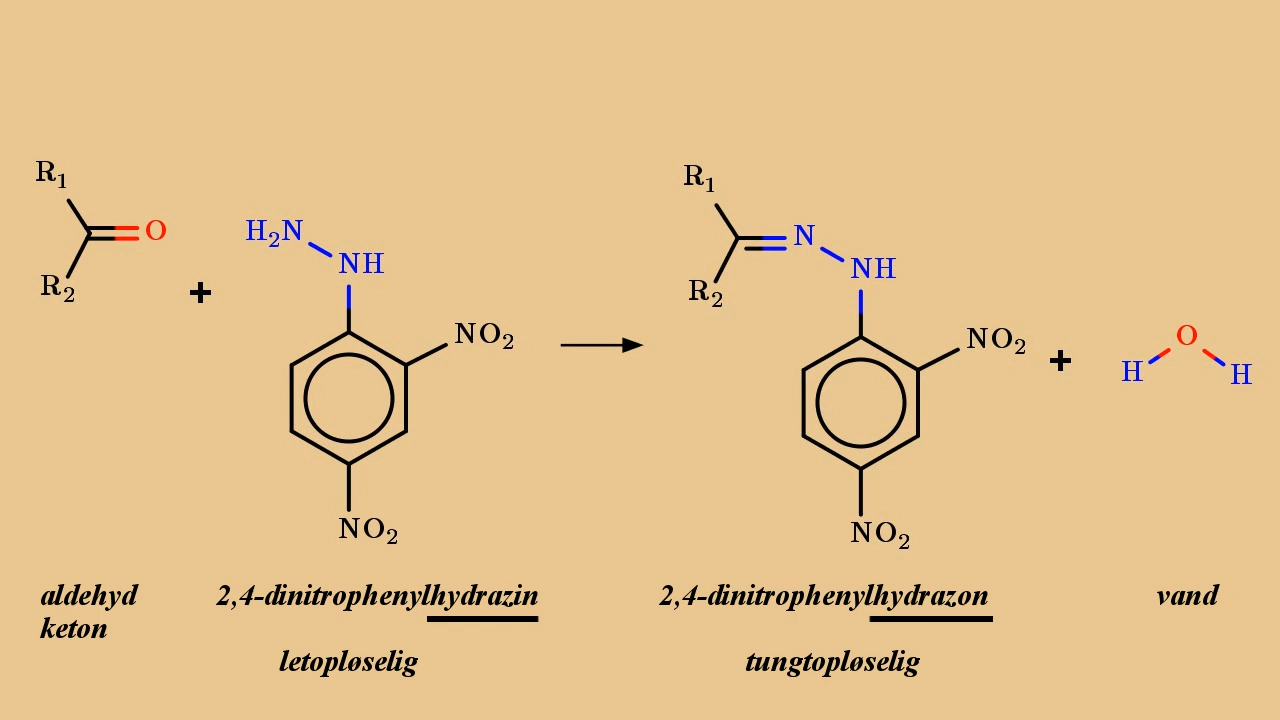 R₁
O
R₂
+
H₂N
NH
NO₂
NO₂
R₁
N
NH
R₂
NO₂
NO₂
+
O
H
H
aldehyd
keton
2,4-dinitrophenylhydrazin
letopløselig
2,4-dinitrophenylhydrazon
tungtopløselig
vand